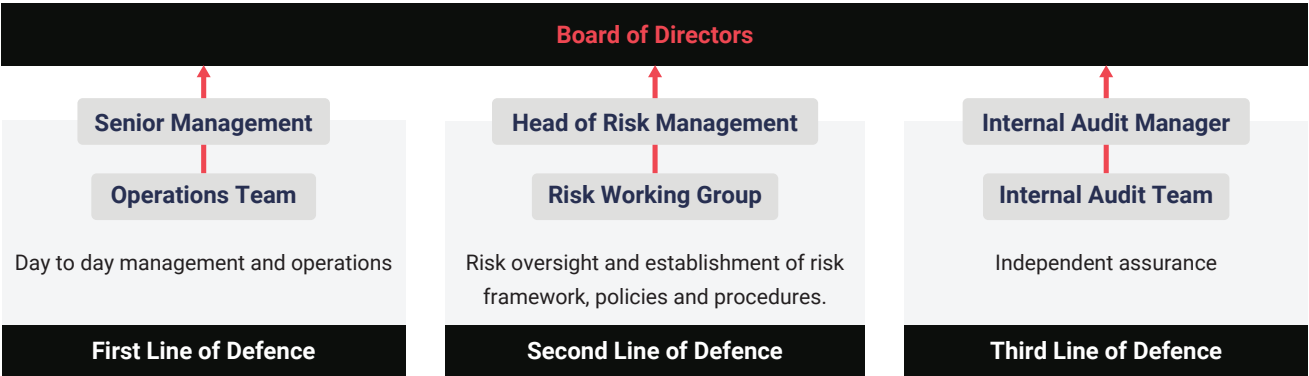 Board of Directors
Senior Management
Operations Team
Day to day management and operations
First Line of Defence
Head of Risk Management
Risk Working Group
Risk oversight and establishment of risk
framework, policies and procedures.
Second Line of Defence
Internal Audit Manager
Internal Audit Team
Independent assurance
Third Line of Defence